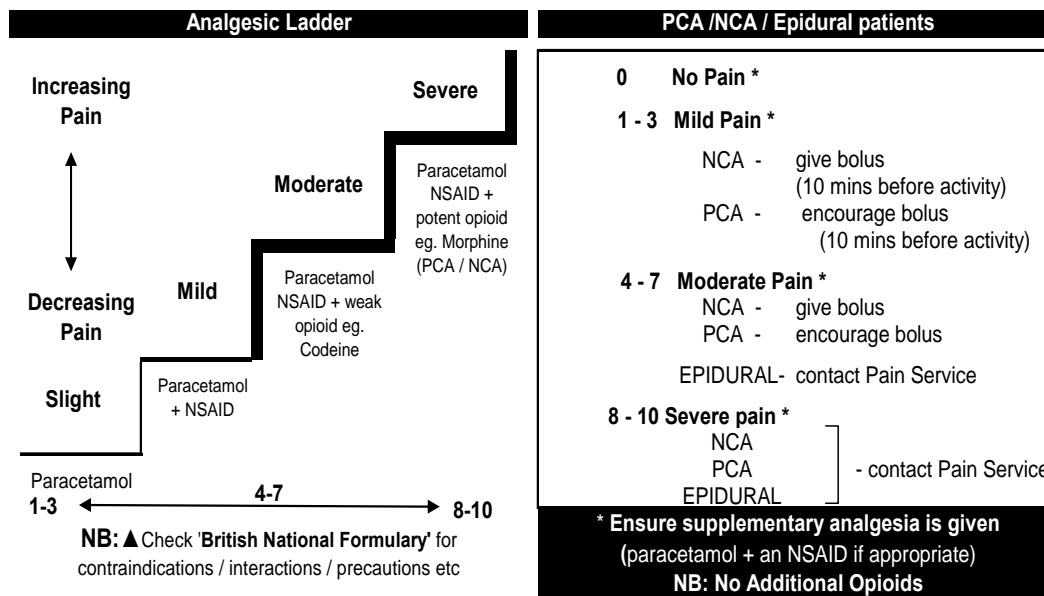 Analgesic Ladder
Increasing
Pain
Decreasing
Pain
Severe
Moderate
Mild
Slight
Paracetamol
NSAID +
potent opioid
eg. Morphine
(PCA / NCA)
Paracetamol
NSAID + weak
opioid eg.
Codeine
Paracetamol
+ NSAID
Paracetamol
1-3 4-7 8-10
NB: ▲ Check 'British National Formulary' for
contraindications / interactions / precautions etc
PCA /NCA / Epidural patients
0 No Pain *
1 - 3 Mild Pain *
NCA - give bolus
(10 mins before activity)
PCA - encourage bolus
(10 mins before activity)
4 - 7 Moderate Pain *
NCA - give bolus
PCA - encourage bolus
EPIDURAL- contact Pain Service
8 - 10 Severe pain *
NCA
PCA - contact Pain Service
EPIDURAL
* Ensure supplementary analgesia is given
(paracetamol + an NSAID if appropriate)
NB: No Additional Opioids